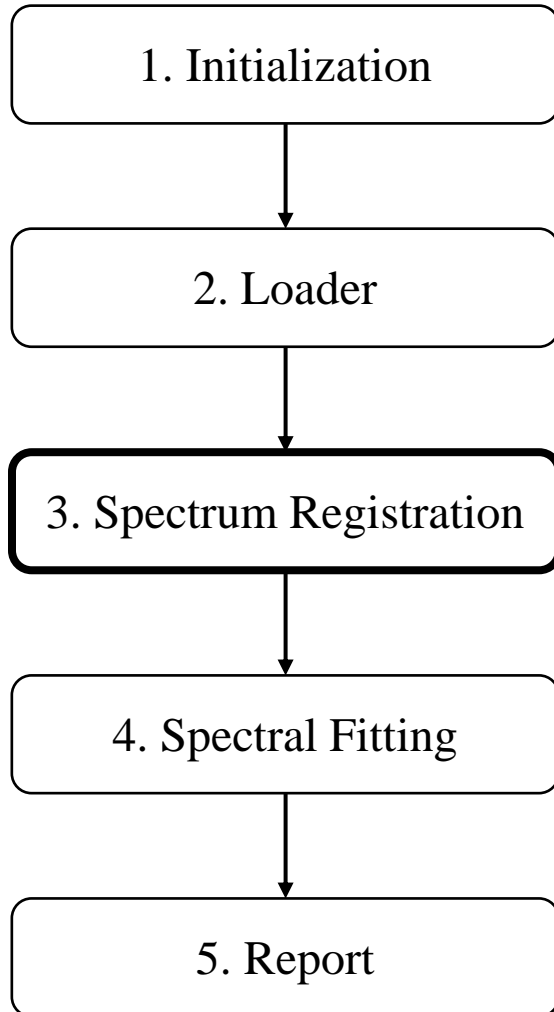 1. Initialization
2. Loader
3. Spectrum Registration
4. Spectral Fitting
5. Report